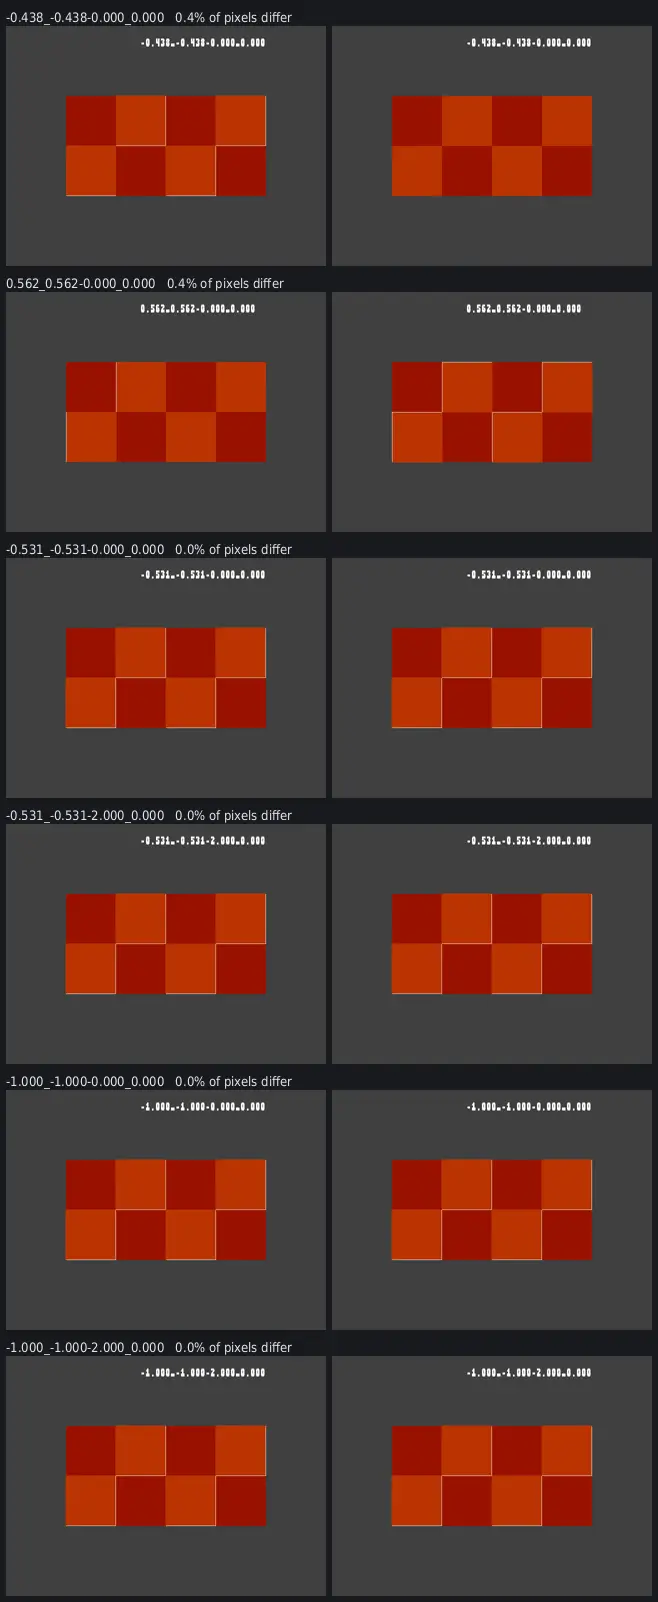 -0.438_-0.438-0.000_0.000 0.4% of pixels differ
-0.438_-0.438-0.000_0.000 -0.438_-0.438-0.000_0.000
0.562_0.562-0.000_0.000 0.4% of pixels differ
0.562_0.562-0.000_0.000 0.562_0.562-0.000_0.000
-0.531_-0.531-0.000_0.000 0.0% of pixels differ
-0.531_-0.531-0.000_0.000 -0.531_-0.531-0.000_0.000
-0.531_-0.531-2.000_0.000 0.0% of pixels differ
-0.531_-0.531-2.000_0.000 -0.531_-0.531-2.000_0.000
-1.000_-1.000-0.000_0.000 0.0% of pixels differ
-1.000_-1.000-0.000_0.000 -1.000_-1.000-0.000_0.000
-1.000_-1.000-2.000_0.000 0.0% of pixels differ
-1.000_-1.000-2.000_0.000 -1.000_-1.000-2.000_0.000